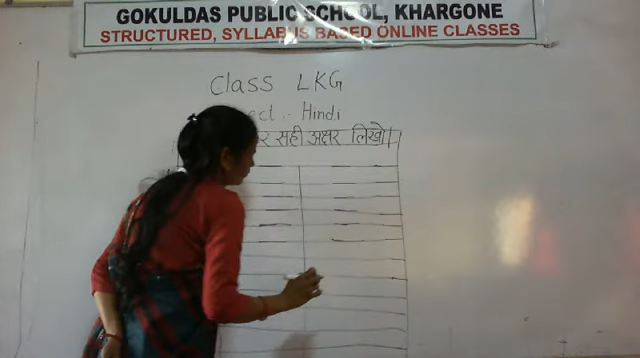 GOKULDAS PUBLIC SCHOOL, KHARGONE
STRUCTURED, SYLLABUS BASED ONLINE CLASSES
Class LKG
Hindi
सही अक्षर लिखो।